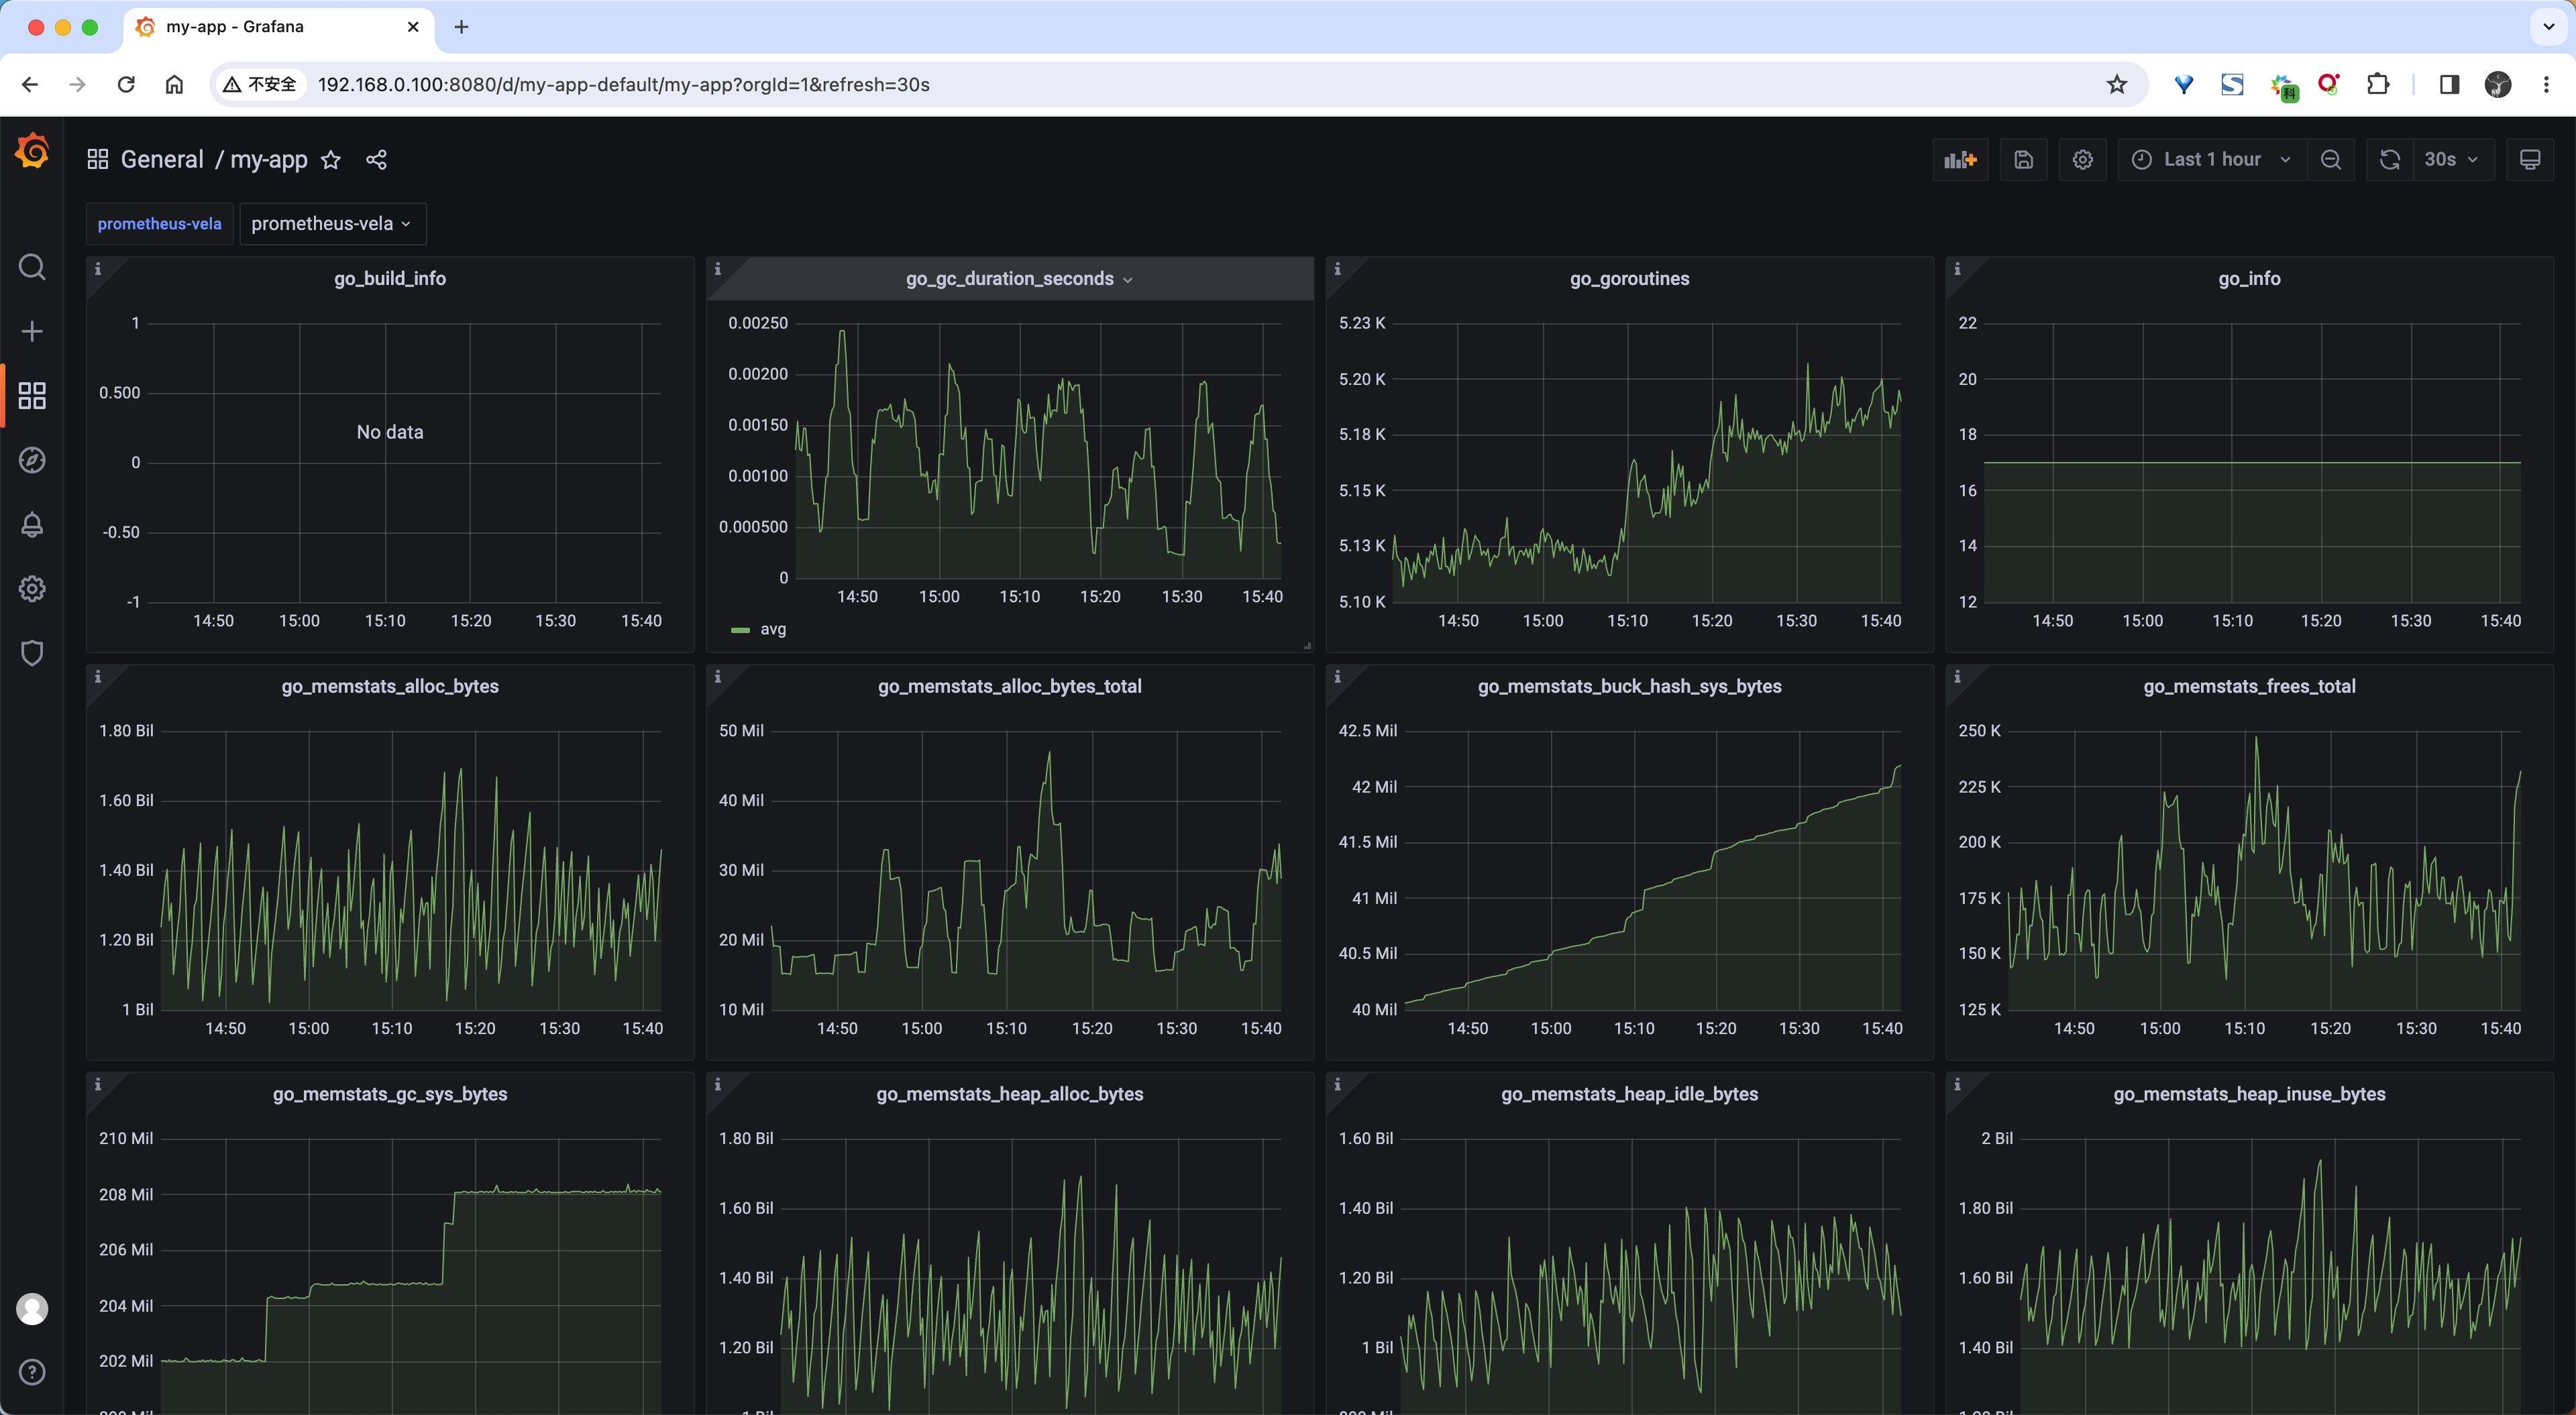 my-app - Grafana
不安全 192.168.0.100:8080/d/my-app-default/my-app?orgId=1&refresh=30s
科
General / my-app
Last 1 hour
30s
prometheus-vela prometheus-vela
go_build_info
1
0.500
0
-0.50
-1
No data
14:50 15:00 15:10 15:20 15:30 15:40
go_gc_duration_seconds
0.00250
0.00200
0.00150
0.00100
0.000500
0
14:50 15:00 15:10 15:20 15:30 15:40
avg
go_goroutines
5.23 K
5.20 K
5.18 K
5.15 K
5.13 K
5.10 K
14:50 15:00 15:10 15:20 15:30 15:40
go_info
22
20
18
16
14
12
14:50 15:00 15:10 15:20 15:30 15:40
go_memstats_alloc_bytes
1.80 Bil
1.60 Bil
1.40 Bil
1.20 Bil
1 Bil
14:50 15:00 15:10 15:20 15:30 15:40
go_memstats_alloc_bytes_total
50 Mil
40 Mil
30 Mil
20 Mil
10 Mil
14:50 15:00 15:10 15:20 15:30 15:40
go_memstats_buck_hash_sys_bytes
42.5 Mil
42 Mil
41.5 Mil
41 Mil
40.5 Mil
40 Mil
14:50 15:00 15:10 15:20 15:30 15:40
go_memstats_frees_total
250 K
225 K
200 K
175 K
150 K
125 K
14:50 15:00 15:10 15:20 15:30 15:40
go_memstats_gc_sys_bytes
210 Mil
208 Mil
206 Mil
204 Mil
202 Mil
go_memstats_heap_alloc_bytes
1.80 Bil
1.60 Bil
1.40 Bil
1.20 Bil
go_memstats_heap_idle_bytes
1.60 Bil
1.40 Bil
1.20 Bil
1 Bil
go_memstats_heap_inuse_bytes
2 Bil
1.80 Bil
1.60 Bil
1.40 Bil